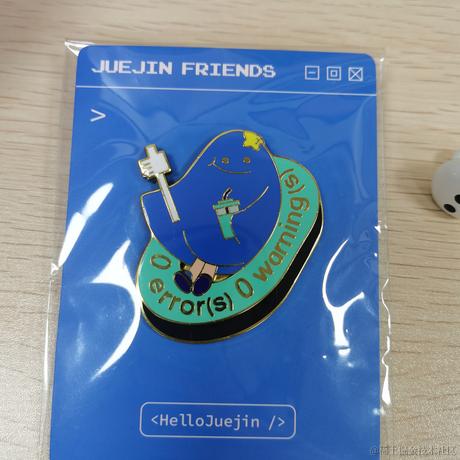 JUEJIN FRIENDS
>
0 error(s) 0 warning(s)
<HelloJuejin />
@稀土掘金技术社区